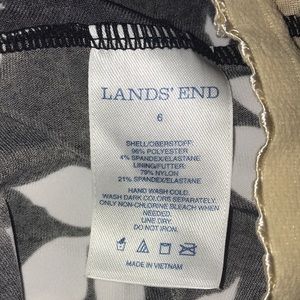 LANDS' END
6
SHELL/OBERSTOFF:
96% POLYESTER
4% SPANDEX/ELASTANE
LINING/FUTTER:
79% NYLON
21% SPANDEX/ELASTANE
HAND WASH COLD.
WASH DARK COLORS SEPARATELY.
ONLY NON-CHLORINE BLEACH WHEN
NEEDED.
LINE DRY.
DO NOT IRON.
MADE IN VIETNAM